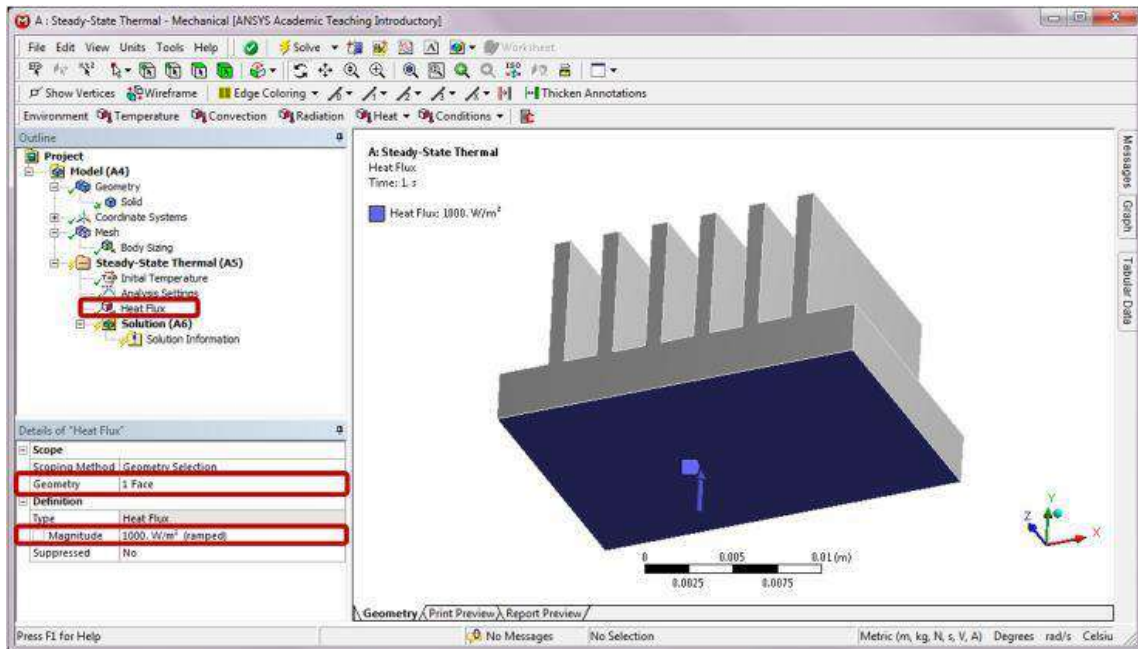 A : Steady-State Thermal - Mechanical [ANSYS Academic Teaching Introductory]
File Edit View Units Tools Help Solve Worksheet
Show Vertices Wireframe Edge Coloring Thicken Annotations
Environment Temperature Convection Radiation Heat Conditions
Outline
Project
Model (A4)
Geometry
Solid
Coordinate Systems
Mesh
Body Sizing
Steady-State Thermal (A5)
Initial Temperature
Analysis Settings
Heat Flux
Solution (A6)
Solution Information
Details of "Heat Flux"
Scope
Scoping Method Geometry Selection
Geometry 1 Face
Definition
Type Heat Flux
Magnitude 1000. W/m² (ramped)
Suppressed No
A: Steady-State Thermal
Heat Flux
Time: 1. s
Heat Flux: 1000. W/m²
0 0.005 0.01 (m)
0.0025 0.0075
Y
Z
X
Messages
Graph
Tabular Data
Geometry Print Preview Report Preview
Press F1 for Help No Messages No Selection Metric (m, kg, N, s, V, A) Degrees rad/s Celsiu